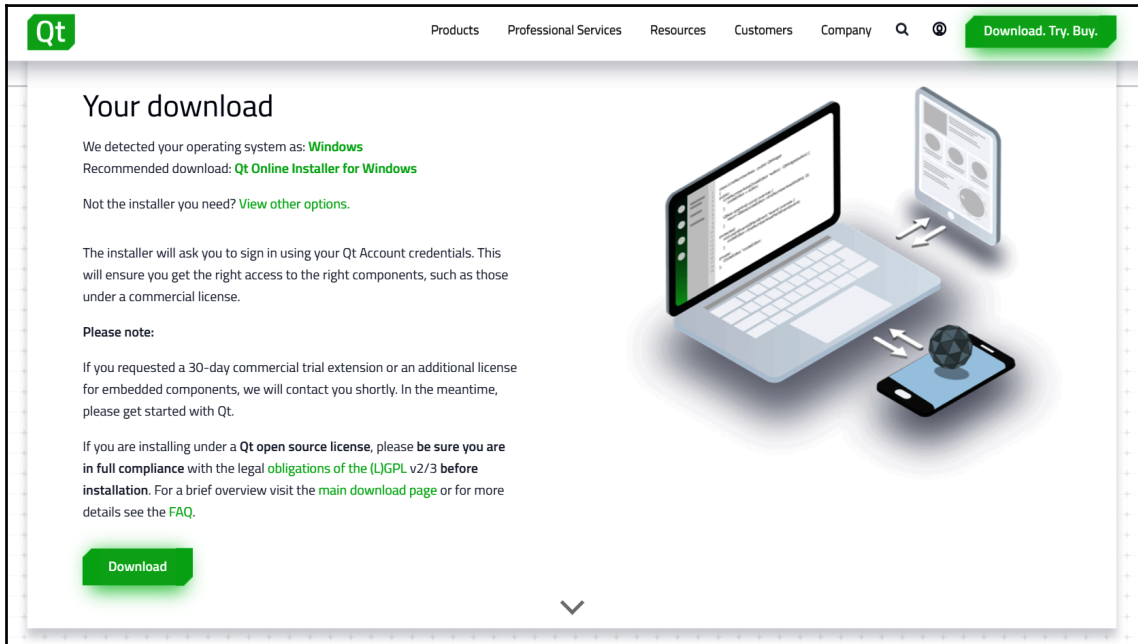 Qt
Products Professional Services Resources Customers Company Download. Try. Buy.
Your download
We detected your operating system as: Windows
Recommended download: Qt Online Installer for Windows
Not the installer you need? View other options.
The installer will ask you to sign in using your Qt Account credentials. This
will ensure you get the right access to the right components, such as those
under a commercial license.
Please note:
If you requested a 30-day commercial trial extension or an additional license
for embedded components, we will contact you shortly. In the meantime,
please get started with Qt.
If you are installing under a Qt open source license, please be sure you are
in full compliance with the legal obligations of the (L)GPL v2/3 before
installation. For a brief overview visit the main download page or for more
details see the FAQ.
Download